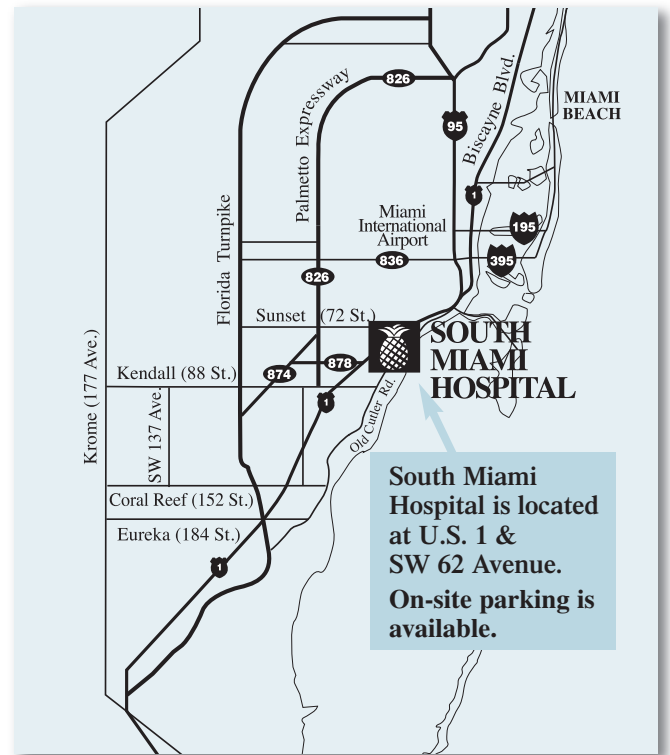 826
Palmetto Expressway
95
Biscayne Blvd.
MIAMI
BEACH
1
Florida Turnpike
Miami
International
Airport
195
836
395
826
Sunset (72 St.)
SOUTH
MIAMI
HOSPITAL
878
874
Kendall (88 St.)
Krome (177 Ave.)
SW 137 Ave.
1
Old Cutler Rd.
Coral Reef (152 St.)
Eureka (184 St.)
1
South Miami
Hospital is located
at U.S. 1 &
SW 62 Avenue.
On-site parking is
available.